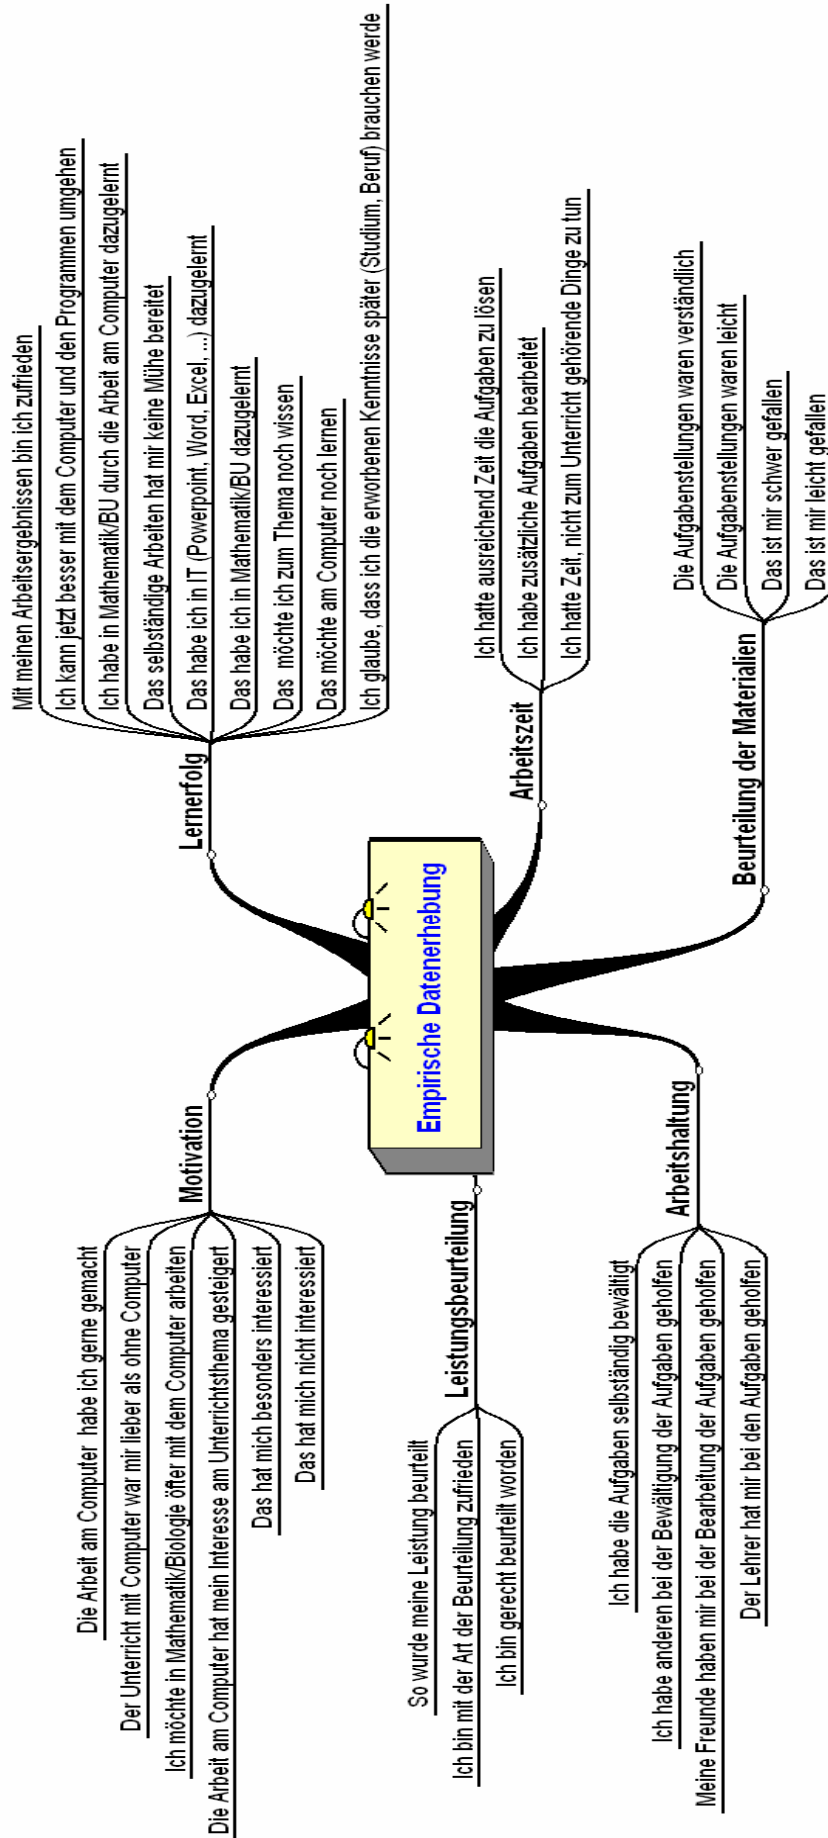 Empirische Datenerhebung
Motivation
Die Arbeit am Computer habe ich gerne gemacht
Der Unterricht mit Computer war mir lieber als ohne Computer
Ich möchte in Mathematik/Biologie öfter mit dem Computer arbeiten
Die Arbeit am Computer hat mein Interesse am Unterrichtsthema gesteigert
Das hat mich besonders interessiert
Das hat mich nicht interessiert
Leistungsbeurteilung
So wurde meine Leistung beurteilt
Ich bin mit der Art der Beurteilung zufrieden
Ich bin gerecht beurteilt worden
Arbeitshaltung
Ich habe die Aufgaben selbständig bewältigt
Ich habe anderen bei der Bewältigung der Aufgaben geholfen
Meine Freunde haben mir bei der Bearbeitung der Aufgaben geholfen
Der Lehrer hat mir bei den Aufgaben geholfen
Lernerfolg
Mit meinen Arbeitsergebnissen bin ich zufrieden
Ich kann jetzt besser mit dem Computer und den Programmen umgehen
Ich habe in Mathematik/BU durch die Arbeit am Computer dazugelernt
Das selbständige Arbeiten hat mir keine Mühe bereitet
Das habe ich in IT (Powerpoint, Word, Excel, ...) dazugelernt
Das habe ich in Mathematik/BU dazugelernt
Das möchte ich zum Thema noch wissen
Das möchte am Computer noch lernen
Ich glaube, dass ich die erworbenen Kenntnisse später (Studium, Beruf) brauchen werde
Arbeitszeit
Ich hatte ausreichend Zeit die Aufgaben zu lösen
Ich habe zusätzliche Aufgaben bearbeitet
Ich hatte Zeit, nicht zum Unterricht gehörende Dinge zu tun
Beurteilung der Materialien
Die Aufgabenstellungen waren verständlich
Die Aufgabenstellungen waren leicht
Das ist mir schwer gefallen
Das ist mir leicht gefallen